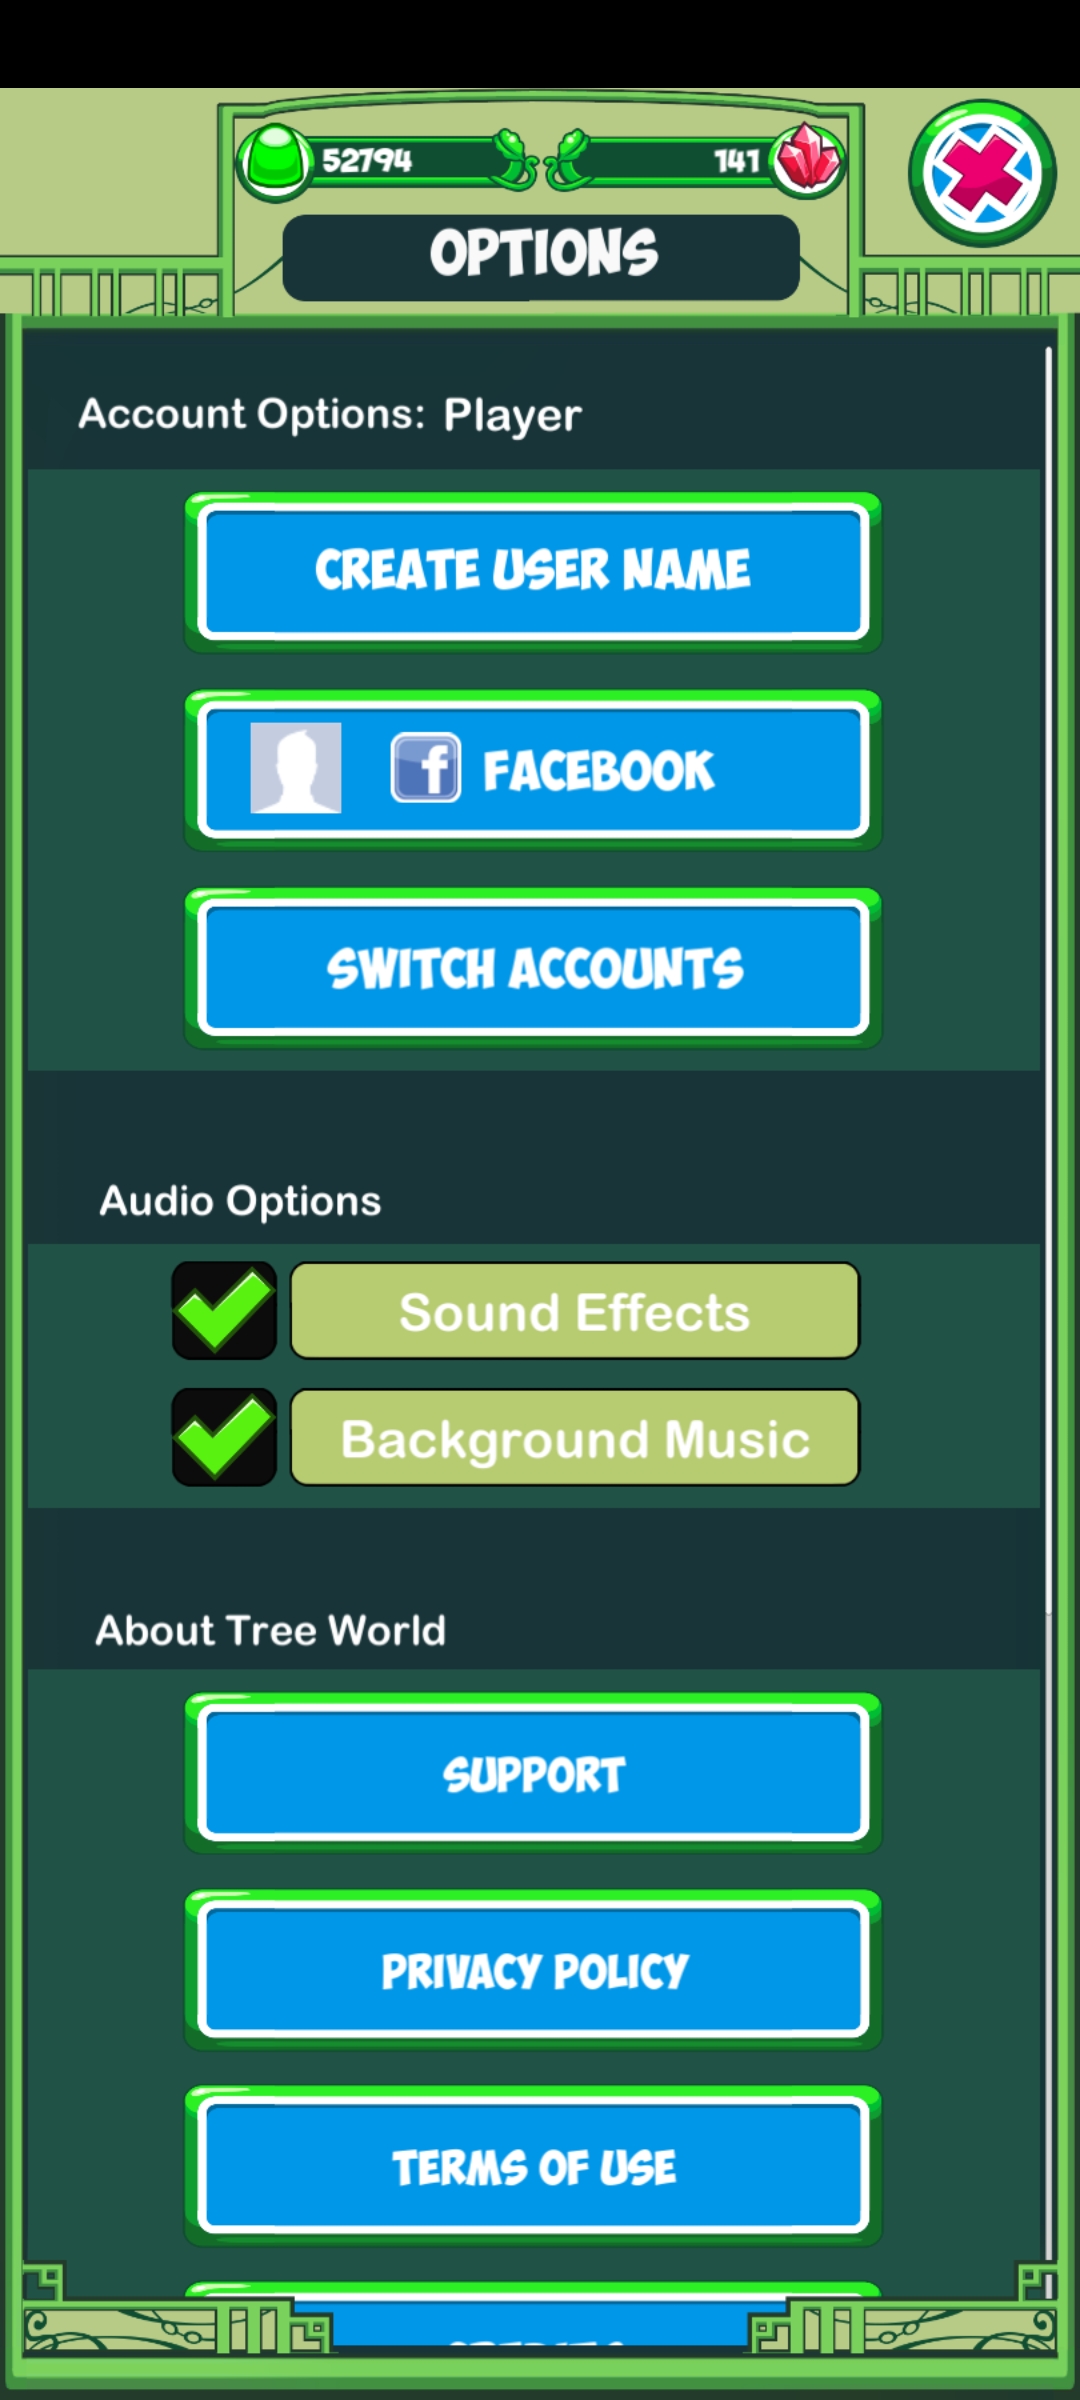 52794
141
OPTIONS
Account Options: Player
CREATE USER NAME
f FACEBOOK
SWITCH ACCOUNTS
Audio Options
Sound Effects
Background Music
About Tree World
SUPPORT
PRIVACY POLICY
TERMS OF USE